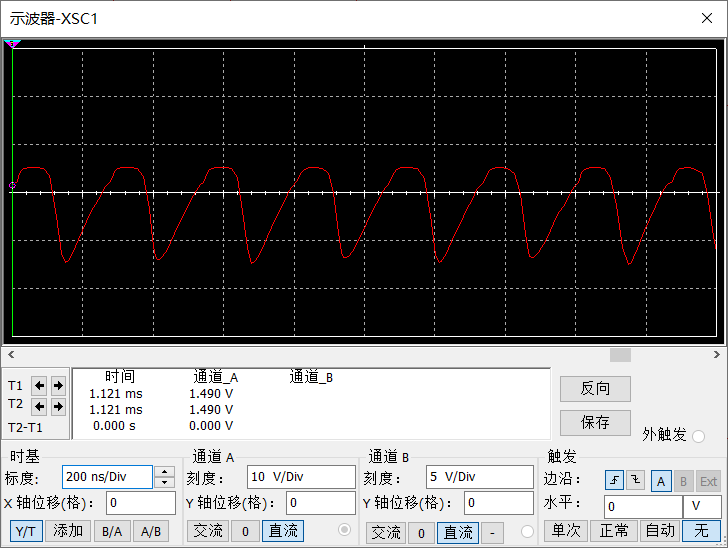 示波器-XSC1
时间 通道_A 通道_B
T1 1.121 ms 1.490 V
T2 1.121 ms 1.490 V
T2-T1 0.000 s 0.000 V
反向
保存
外触发
时基 通道 A 通道 B 触发
标度: 200 ns/Div 刻度: 10 V/Div 刻度: 5 V/Div 边沿: A B Ext
X 轴位移(格): 0 Y 轴位移(格): 0 Y 轴位移(格): 0 水平: 0 V
Y/T 添加 B/A A/B 交流 0 直流 交流 0 直流 - 单次 正常 自动 无